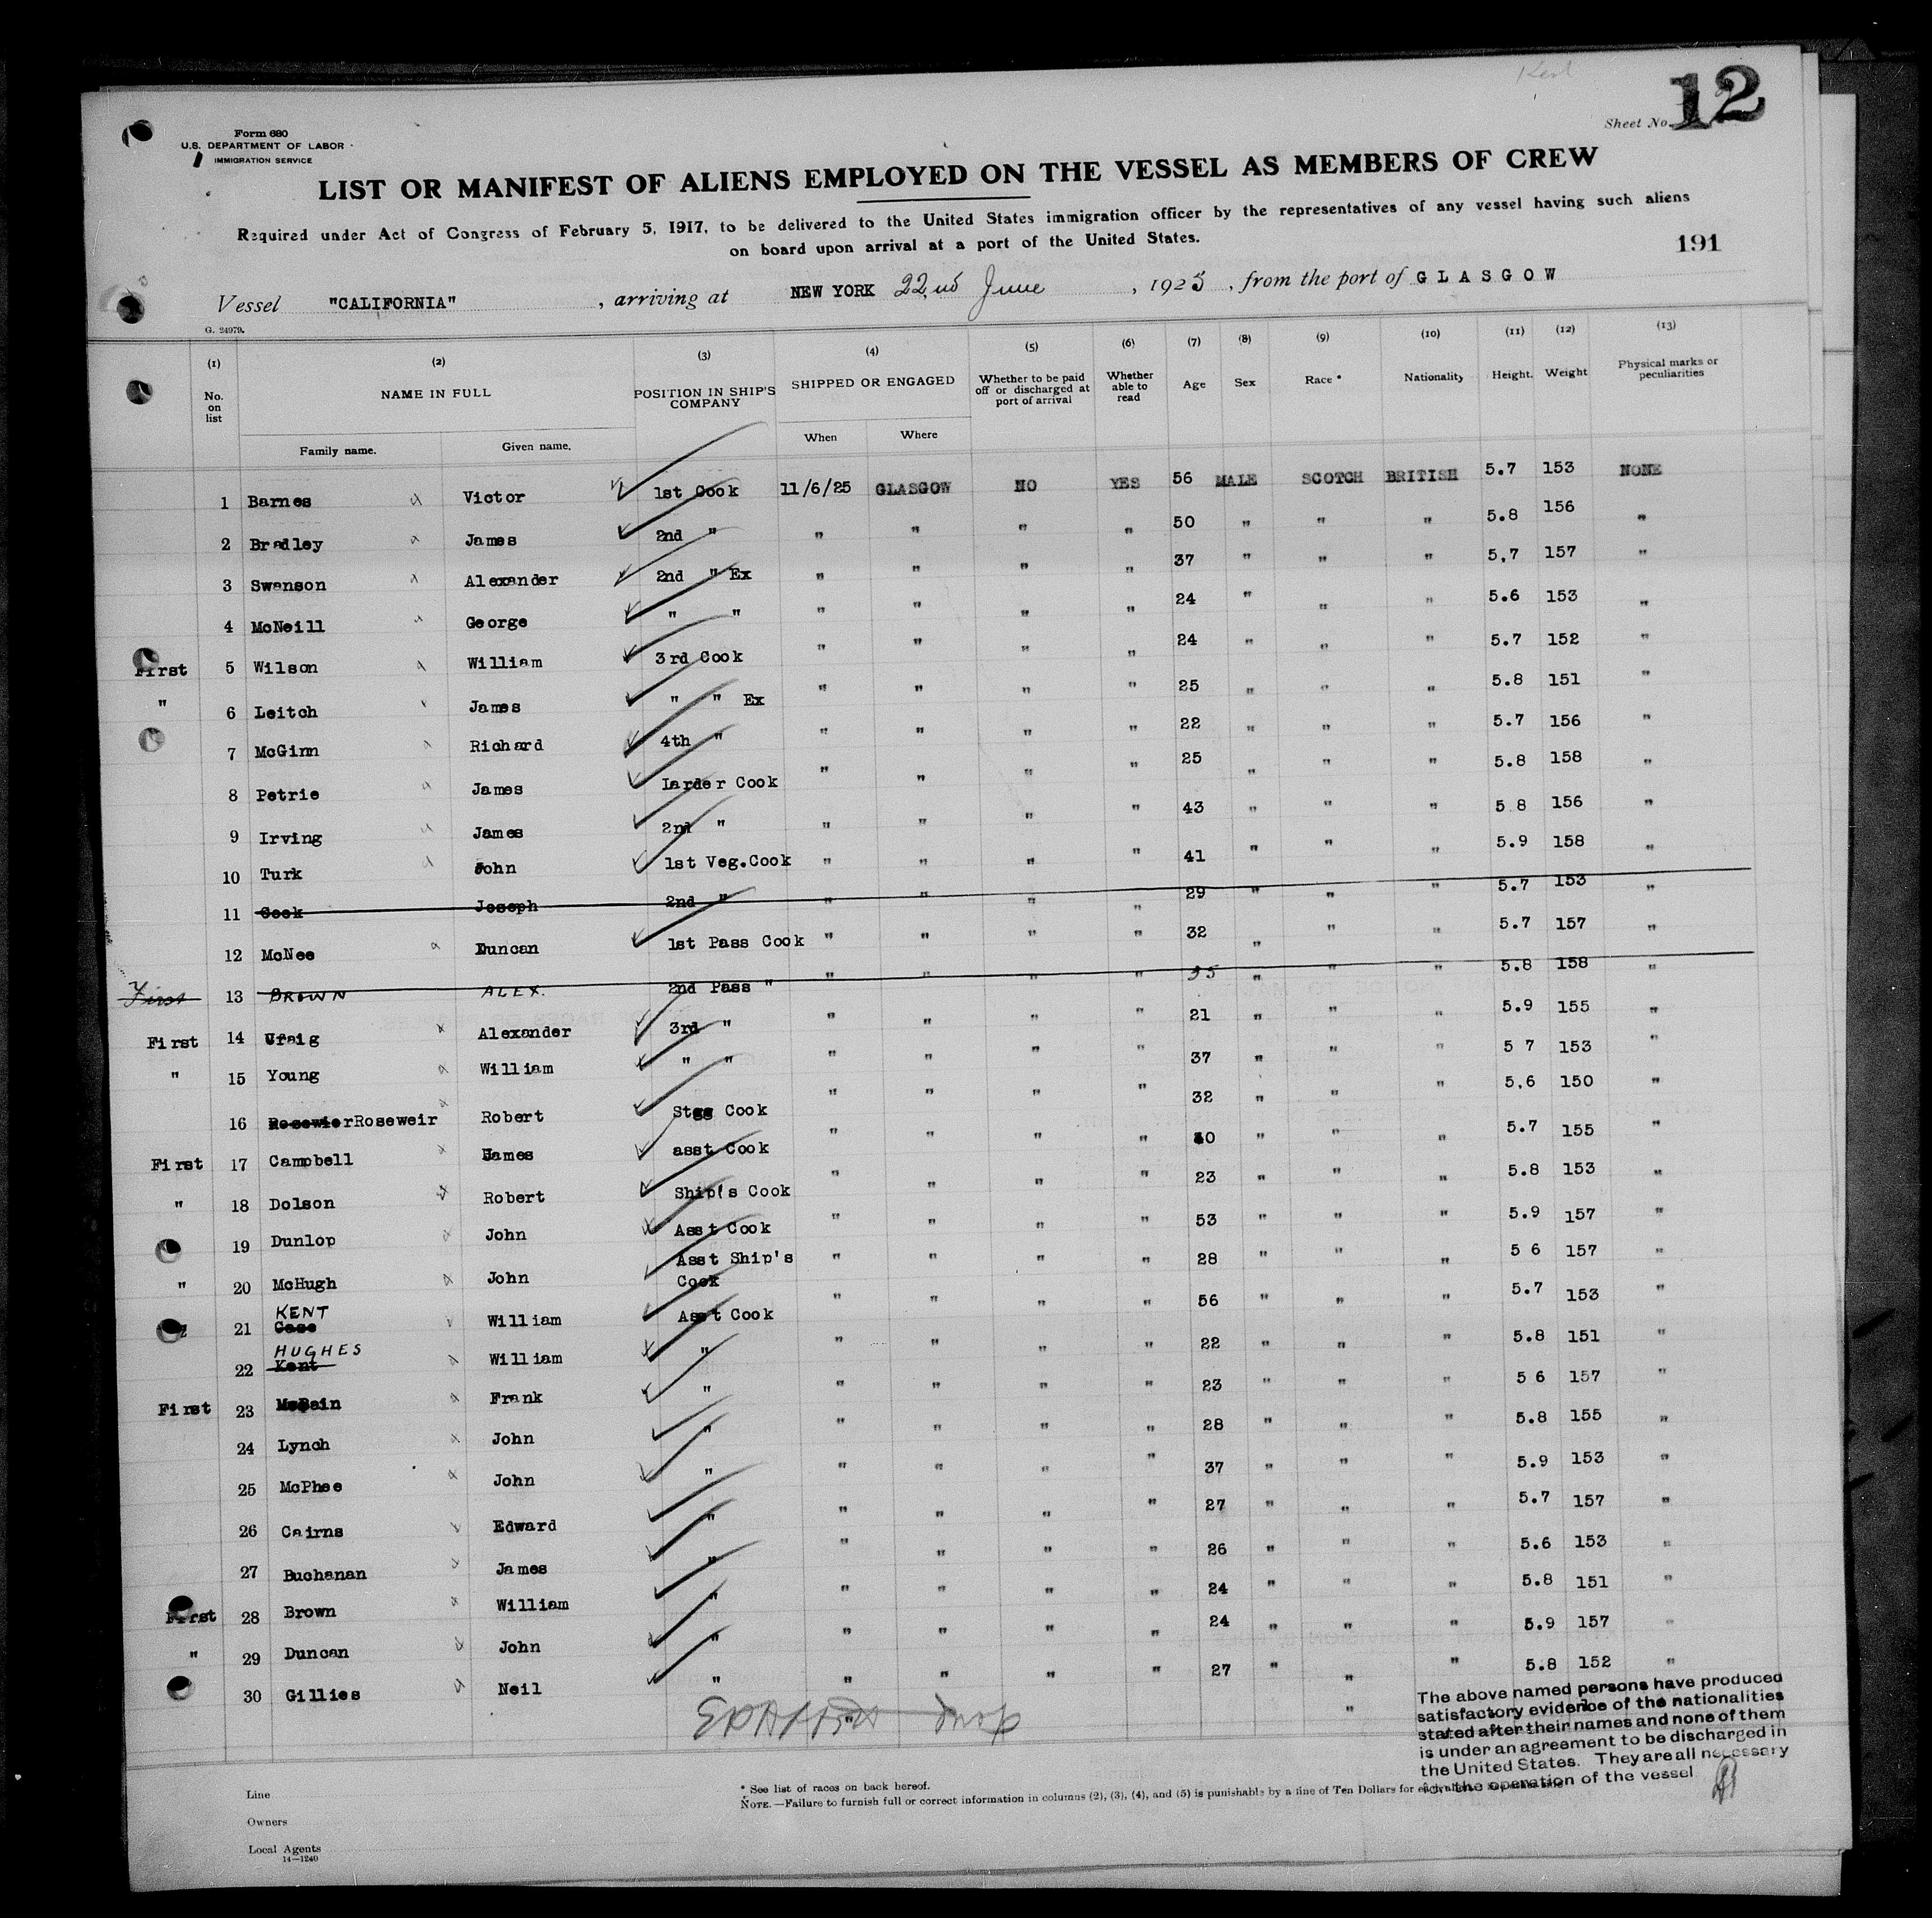 Kent
Form 680
U.S. DEPARTMENT OF LABOR
IMMIGRATION SERVICE
Sheet No. 12
LIST OR MANIFEST OF ALIENS EMPLOYED ON THE VESSEL AS MEMBERS OF CREW
Required under Act of Congress of February 5, 1917, to be delivered to the United States immigration officer by the representatives of any vessel having such aliens
on board upon arrival at a port of the United States.
191
Vessel "CALIFORNIA" , arriving at NEW YORK 22nd June , 1925 , from the port of GLASGOW
G. 24979.
(1) (2) (3) (4) (5) (6) (7) (8) (9) (10) (11) (12) (13)
No. on list NAME IN FULL POSITION IN SHIP'S COMPANY SHIPPED OR ENGAGED Whether to be paid off or discharged at port of arrival Whether able to read Age Sex Race * Nationality Height. Weight Physical marks or peculiarities
Family name. Given name. When Where
1 Barnes Victor 1st Cook 11/6/25 GLASGOW NO YES 56 MALE SCOTCH BRITISH 5.7 153 NONE
2 Bradley James 2nd " " " " " 50 " " " 5.8 156 "
3 Swanson Alexander 2nd " Ex " " " " 37 " " " 5.7 157 "
4 McNeill George " " " " " " 24 " " " 5.6 153 "
First 5 Wilson William 3rd Cook " " " " 24 " " " 5.7 152 "
" 6 Leitch James " " Ex " " " " 25 " " " 5.8 151 "
7 McGinn Richard 4th " " " " " 22 " " " 5.7 156 "
8 Petrie James Larder Cook " " " " 25 " " " 5.8 158 "
9 Irving James 2nd " " " " " 43 " " " 5 8 156 "
10 Turk John 1st Veg.Cook " " " " 41 " " " 5.9 158 "
11 Cook Joseph 2nd " " " " " 29 " " " 5.7 153 "
12 McNee Duncan 1st Pass Cook " " " " 32 " " " 5.7 157 "
First 13 BROWN ALEX. 2nd Pass " " " " " 35 " " " 5.8 158 "
First 14 Craig Alexander 3rd " " " " " 21 " " " 5.9 155 "
" 15 Young William " " " " " " 37 " " " 5 7 153 "
16 Rosewier Roseweir Robert Cook " " " " 32 " " " 5.6 150 "
First 17 Campbell James asst Cook " " " " " " " 5.7 155 "
" 18 Dolson Robert Ship's Cook " " " " 23 " " " 5.8 153 "
19 Dunlop John Asst Cook " " " " 53 " " " 5.9 157 "
" 20 McHugh John Asst Ship's Cook " " " " 28 " " " 5 6 157 "
21 KENT William Asst Cook " " " " 56 " " " 5.7 153 "
22 HUGHES Kent William " " " " " 22 " " " 5.8 151 "
First 23 McBain Frank " " " " " 23 " " " 5 6 157 "
24 Lynch John " " " " " 28 " " " 5.8 155 "
25 McPhee John " " " " " 37 " " " 5.9 153 "
26 Cairns Edward " " " " " 27 " " " 5.7 157 "
27 Buchanan James " " " " " 26 " " " 5.6 153 "
First 28 Brown William " " " " " 24 " " " 5.8 151 "
" 29 Duncan John " " " " " 24 " " " 5.9 157 "
30 Gillies Neil " " " " " 27 " " " 5.8 152 "
The above named persons have produced
satisfactory evidence of the nationalities
stated after their names and none of them
is under an agreement to be discharged in
the United States. They are all necessary
for the operation of the vessel
Line
* See list of races on back hereof.
NOTE.—Failure to furnish full or correct information in columns (2), (3), (4), and (5) is punishable by a fine of Ten Dollars for
Owners
Local Agents
14—1240